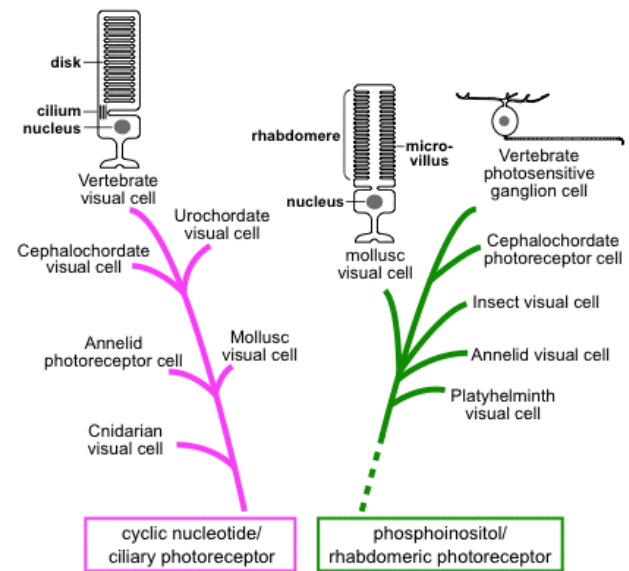 disk
cilium
nucleus
Vertebrate
visual cell
Urochordate
visual cell
Cephalochordate
visual cell
Annelid
photoreceptor cell
Mollusc
visual cell
Cnidarian
visual cell
cyclic nucleotide/
ciliary photoreceptor
rhabdomere
micro-
villus
nucleus
mollusc
visual cell
Vertebrate
photosensitive
ganglion cell
Cephalochordate
photoreceptor cell
Insect visual cell
Annelid visual cell
Platyhelminth
visual cell
phosphoinositol/
rhabdomeric photoreceptor